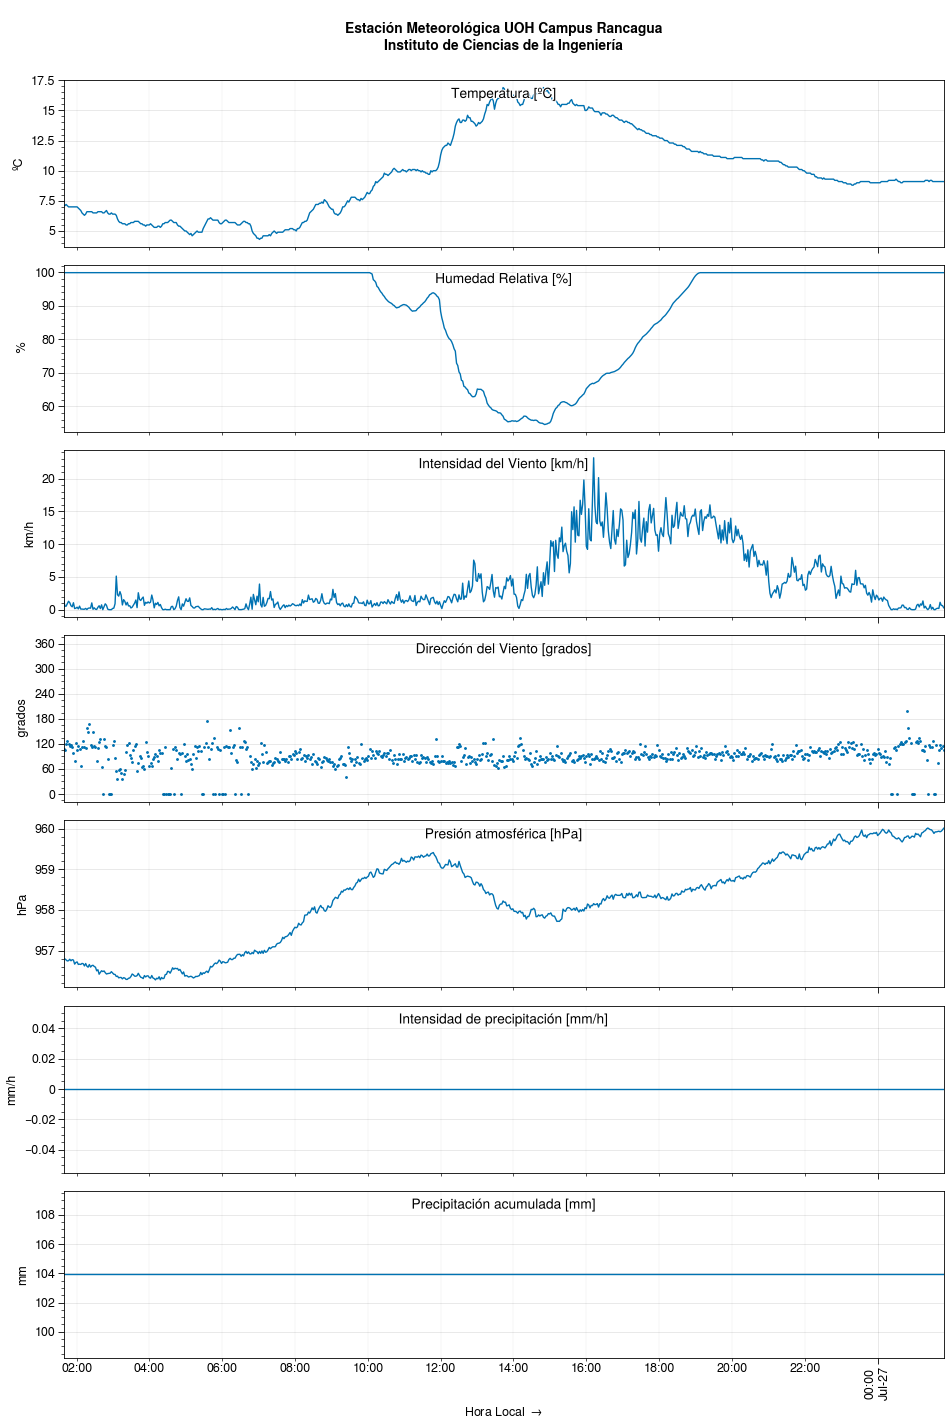 Estación Meteorológica UOH Campus Rancagua
Instituto de Ciencias de la Ingeniería
Temperatura [ºC]
ºC
17.5
15
12.5
10
7.5
5
Humedad Relativa [%]
%
100
90
80
70
60
Intensidad del Viento [km/h]
km/h
20
15
10
5
0
Dirección del Viento [grados]
grados
360
300
240
180
120
60
0
Presión atmosférica [hPa]
hPa
960
959
958
957
Intensidad de precipitación [mm/h]
mm/h
0.04
0.02
0
−0.02
−0.04
Precipitación acumulada [mm]
mm
108
106
104
102
100
02:00 04:00 06:00 08:00 10:00 12:00 14:00 16:00 18:00 20:00 22:00 00:00
Jul-27
Hora Local →